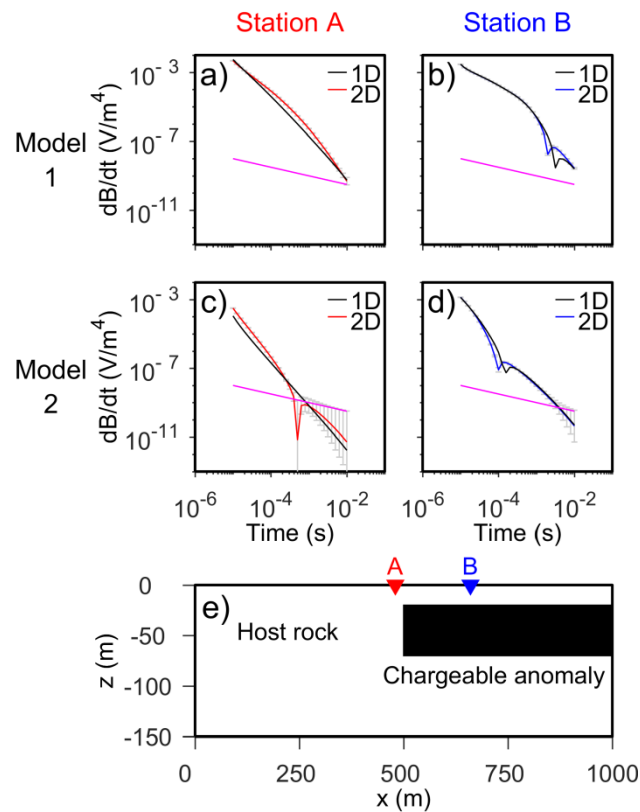 Station A Station B
Model 1
Model 2
a) 1D 2D
b) 1D 2D
dB/dt (V/m⁴)
10⁻³
10⁻⁷
10⁻¹¹
dB/dt (V/m⁴)
10⁻³
10⁻⁷
10⁻¹¹
c) 1D 2D
d) 1D 2D
10⁻⁶ 10⁻⁴ 10⁻² 10⁻⁶ 10⁻⁴ 10⁻²
Time (s) Time (s)
A B
e)
Host rock
Chargeable anomaly
z (m)
0
-50
-100
-150
0 250 500 750 1000
x (m)